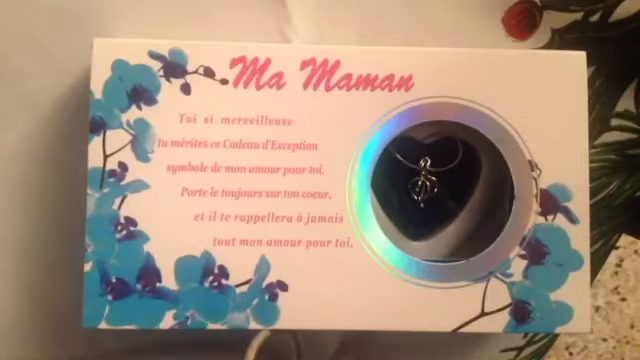 Ma Maman
Toi si merveilleuse
tu mérites ce Cadeau d'Exception
symbole de mon amour pour toi.
Porte le toujours sur ton coeur,
et il te rappellera à jamais
tout mon amour pour toi.